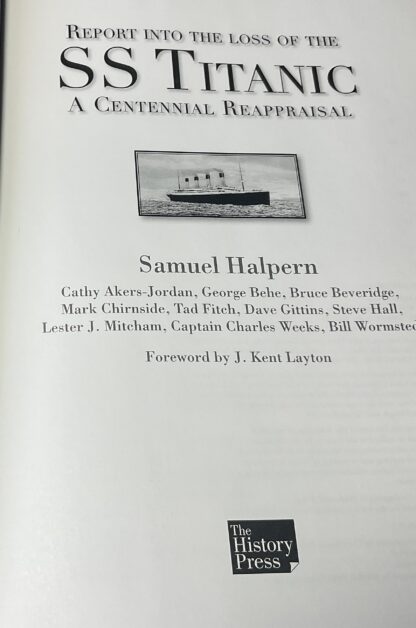 Report into the loss of the
SS Titanic
A Centennial Reappraisal
Samuel Halpern
Cathy Akers-Jordan, George Behe, Bruce Beveridge,
Mark Chirnside, Tad Fitch, Dave Gittins, Steve Hall,
Lester J. Mitcham, Captain Charles Weeks, Bill Wormsted
Foreword by J. Kent Layton
The
History
Press